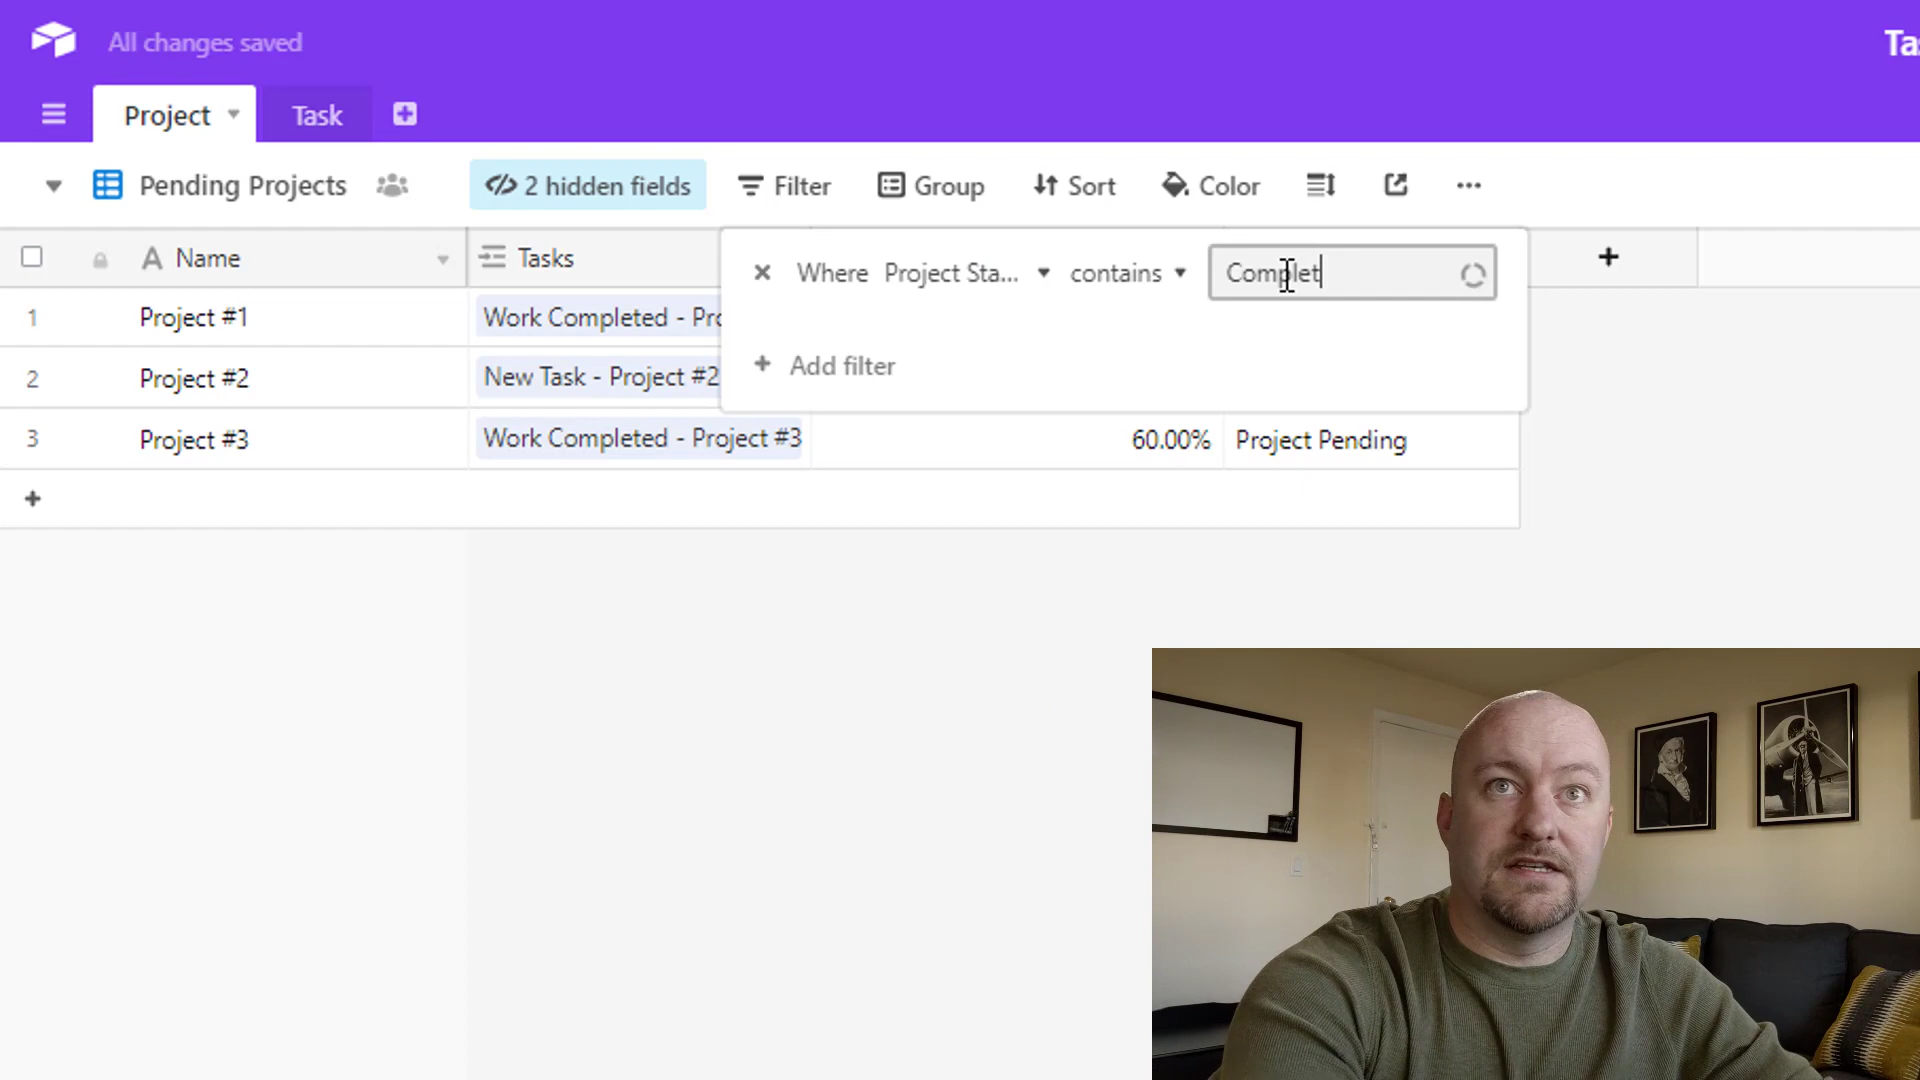 All changes saved
Tas
Project
Task
Pending Projects
2 hidden fields
Filter
Group
Sort
Color
Name
Tasks
Where Project Sta... contains Complet
Add filter
1 Project #1 Work Completed - Pro
2 Project #2 New Task - Project #2
3 Project #3 Work Completed - Project #3 60.00% Project Pending